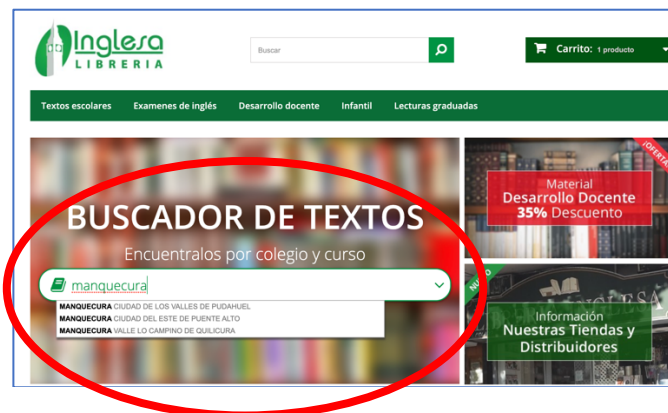 Inglesa
LIBRERIA
Buscar
Carrito: 1 producto
Textos escolares Examenes de inglés Desarrollo docente Infantil Lecturas graduadas
BUSCADOR DE TEXTOS
Encuentralos por colegio y curso
manquecura
MANQUECURA CIUDAD DE LOS VALLES DE PUDAHUEL
MANQUECURA CIUDAD DEL ESTE DE PUENTE ALTO
MANQUECURA VALLE LO CAMPINO DE QUILICURA
¡OFERTA
Material
Desarrollo Docente
35% Descuento
NUEVO
INGLESA
Información
Nuestras Tiendas y
Distribuidores